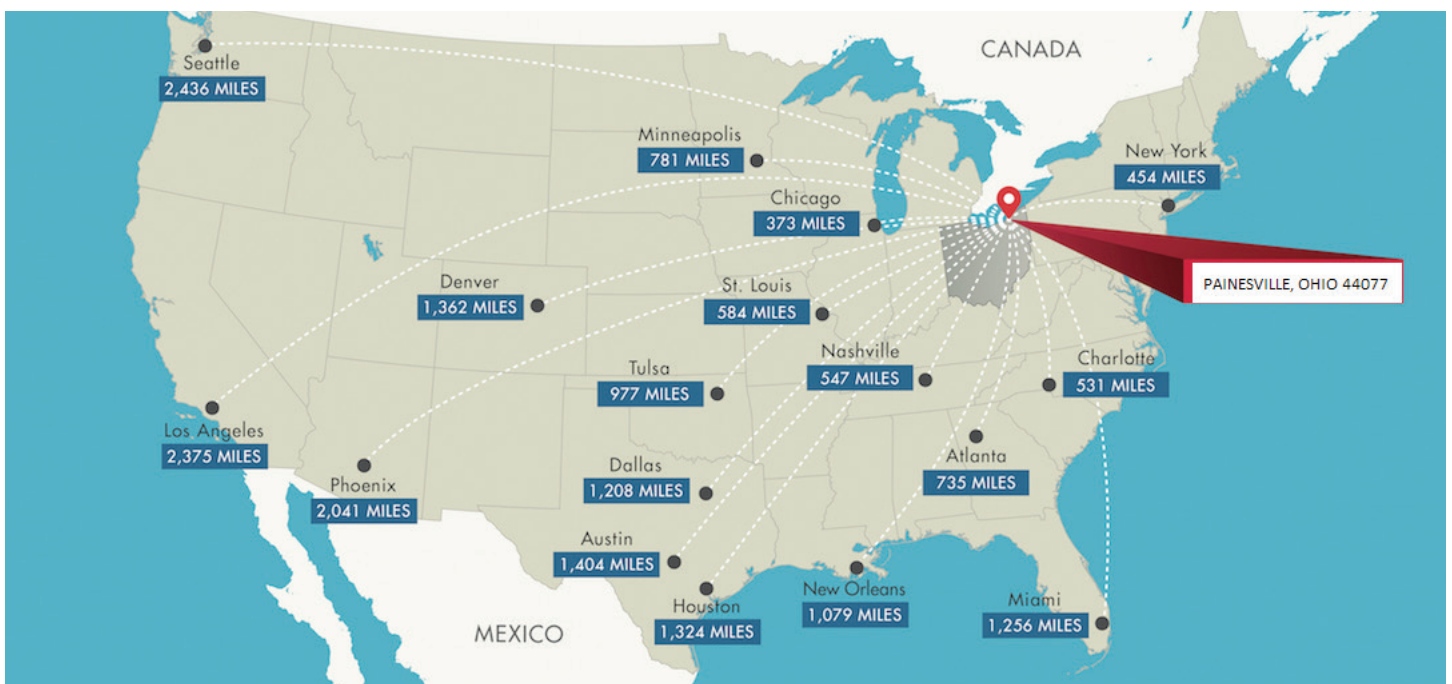 CANADA
Seattle
2,436 MILES
Minneapolis
781 MILES
New York
454 MILES
Chicago
373 MILES
PAINESVILLE, OHIO 44077
Denver
1,362 MILES
St. Louis
584 MILES
Nashville
547 MILES
Charlotte
531 MILES
Tulsa
977 MILES
Los Angeles
2,375 MILES
Phoenix
2,041 MILES
Dallas
1,208 MILES
Atlanta
735 MILES
Austin
1,404 MILES
Houston
1,324 MILES
New Orleans
1,079 MILES
Miami
1,256 MILES
MEXICO